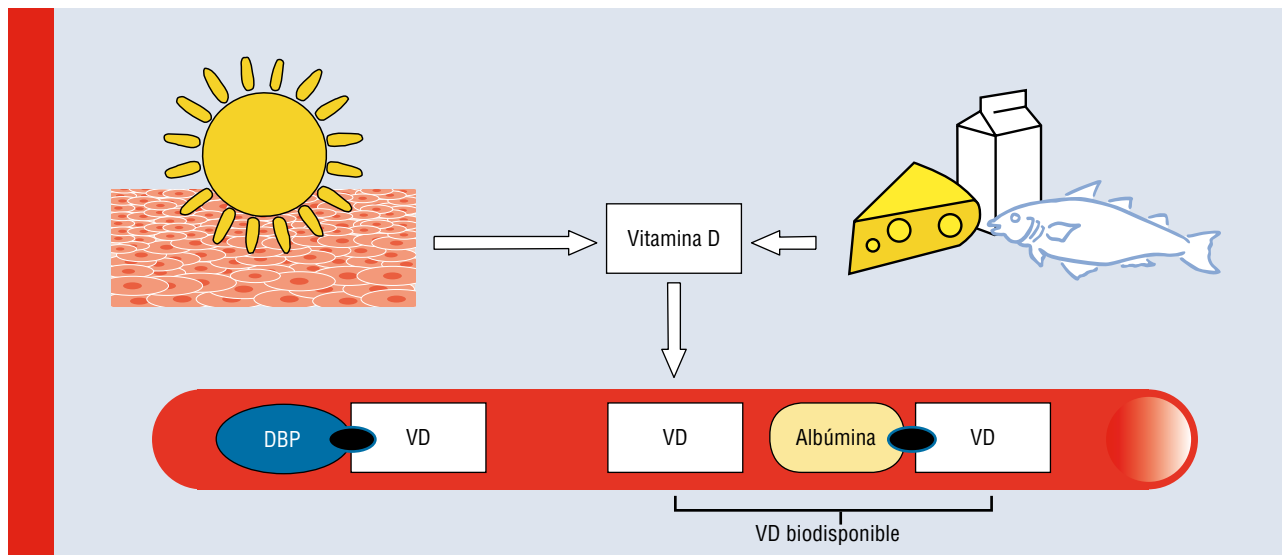 Vitamina D
DBP
VD
VD
Albúmina
VD
VD biodisponible